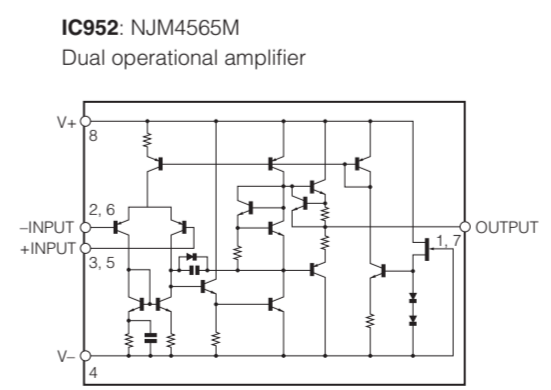 IC952: NJM4565M
Dual operational amplifier
V+
8
2, 6
–INPUT
+INPUT
3, 5
1, 7
OUTPUT
V–
4